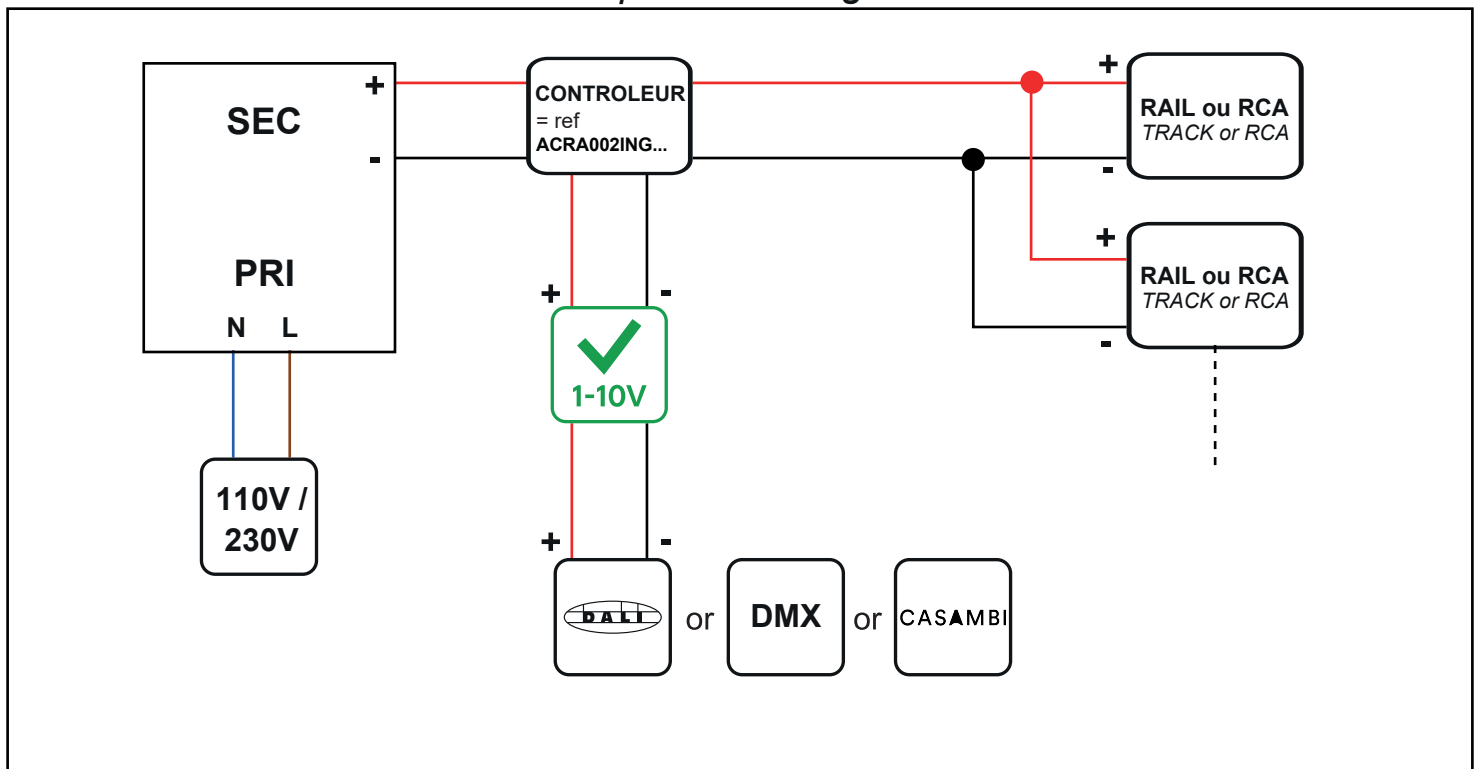 SEC
+
-
PRI
N L
110V /
230V
CONTROLEUR
= ref
ACRA002ING...
+ -
1-10V
+ -
DALI or DMX or CASAMBI
+
RAIL ou RCA
TRACK or RCA
-
+
RAIL ou RCA
TRACK or RCA
-